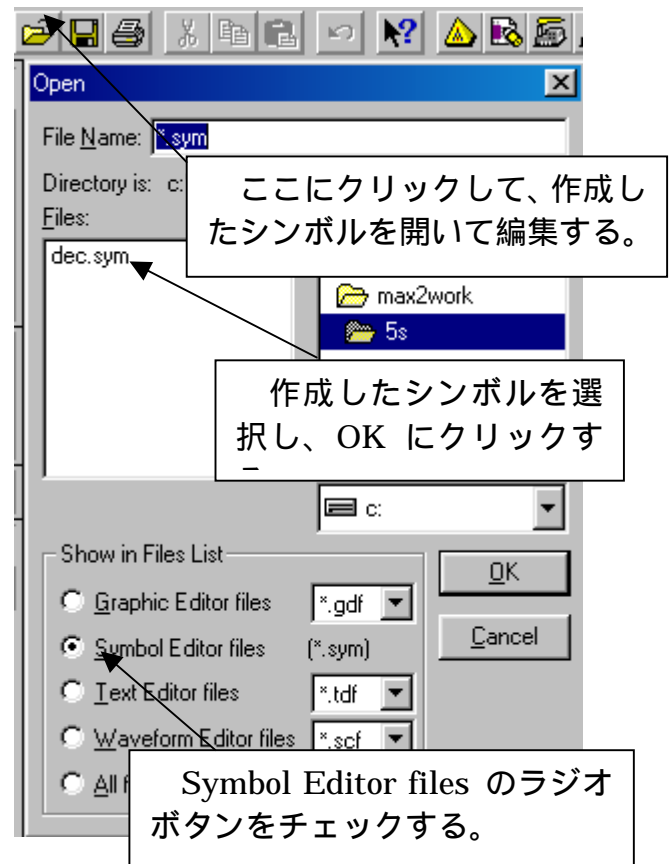 Open
File Name: *.sym
Directory is: c:
ここにクリックして、作成し
たシンボルを開いて編集する。
Files:
dec.sym
max2work
5s
作成したシンボルを選
択し、OK にクリックす
c:
Show in Files List
OK
Graphic Editor files *.gdf
Cancel
Symbol Editor files (*.sym)
Text Editor files *.tdf
Waveform Editor files *.scf
All
Symbol Editor files のラジオ
ボタンをチェックする。